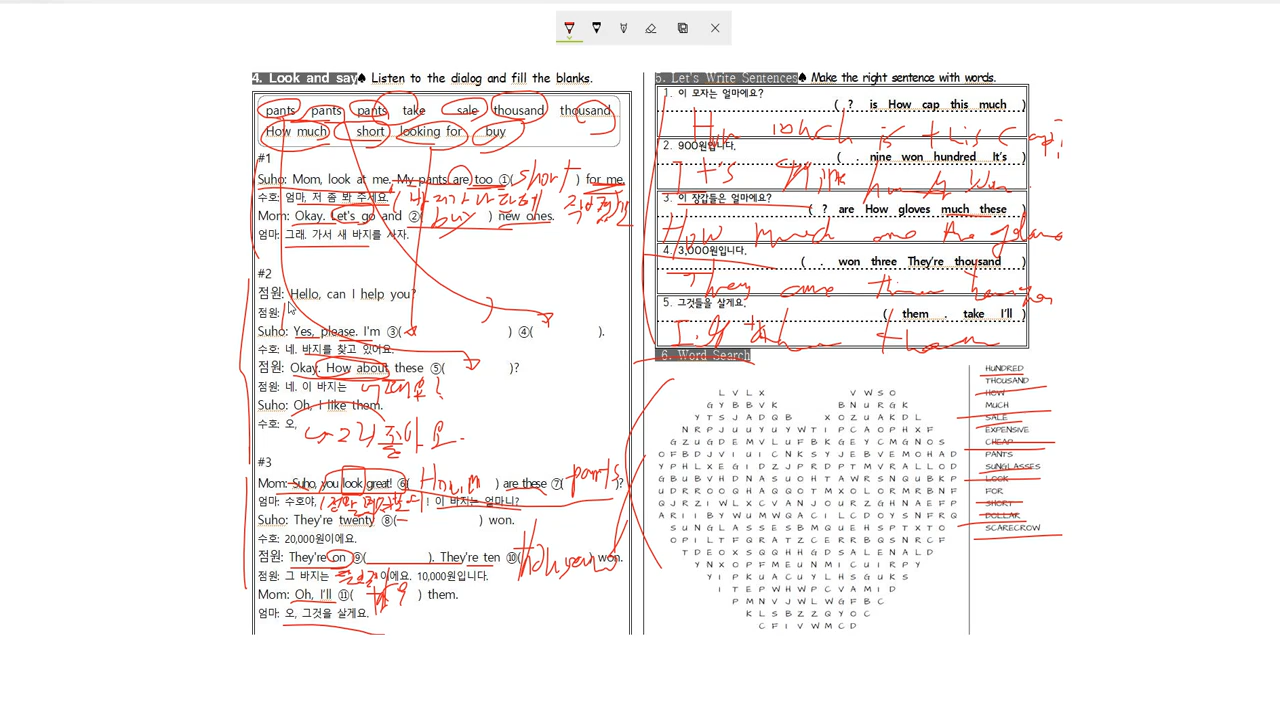 4. Look and say♠ Listen to the dialog and fill the blanks.
pants pants pants take sale thousand thousand
How much short looking for buy
#1
Suho: Mom, look at me. My pants are too ①( short ) for me.
수호: 엄마, 저 좀 봐 주세요.
Mom: Okay. Let's go and ②( buy ) new ones.
엄마: 그래. 가서 새 바지를 사자.
#2
점원: Hello, can I help you?
점원:
Suho: Yes, please. I'm ③( ) ④( ).
수호: 네. 바지를 찾고 있어요.
점원: Okay. How about these ⑤( )?
점원: 네. 이 바지는 어때요?
Suho: Oh, I like them.
수호: 오,
#3
Mom: Suho, you look great! ⑥( ) are these ⑦( pants )?
엄마: 수호야, ! 이 바지는 얼마니?
Suho: They're twenty ⑧( ) won.
수호: 20,000원이에요.
점원: They're on ⑨( ). They're ten ⑩( ) won.
점원: 그 바지는 이에요. 10,000원입니다.
Mom: Oh, I'll ⑪( ) them.
엄마: 오, 그것을 살게요.
5. Let's Write Sentences♠ Make the right sentence with words.
1. 이 모자는 얼마에요?
( ? is How cap this much )
How much is this cap?
2. 900원입니다.
( . nine won hundred It's )
It's nine
3. 이 장갑들은 얼마에요?
( ? are How gloves much these )
How much are
4. 3,000원입니다.
( . won three They're thousand )
5. 그것들을 살게요.
( them . take I'll )
6. Word Search
HUNDRED
THOUSAND
HOW
MUCH
SALE
EXPENSIVE
CHEAP
PANTS
SUNGLASSES
LOOK
FOR
SHORT
DOLLAR
SCARECROW
L V L X V W S O
G Y B B V K B N U R G K
Y T S J A D Q B X O Z U A K D L
N R P J U U Y U Y W T I P C A O P H X F
G Z U G D E M V L U F B K G E Y C M G N O S
O F B D J V I U I C N K S Y J E B V E M O H A D
Y P H L X E G I D Z J P R D P T M V R A L L O D
G B U B V H D N A S U O H T A W R S N Q U B K P
U D R R O O Q H A Q Q T M X O L O R M B L F
Q J R Z I W L X C V A N J O U R Z G H N A E F P
A R I I B Y W U M W Q A C I L C D O Y S N F R Q
S U N G L A S S E S B M Q U E H S P T X T O
O P I L T F Q R A T Z C E R R B Q S N R C F
T D E O X S Q Q H H G D S A L E N A L D
Y N X O P F M E U N M I C U I R P Y
Y I P K U A C U Y L H S G U K S
I T E P W H W P C V A M I D
P M N V J W L W G F B C
K L S B Z Z Q Y O C
C F I V W M C D